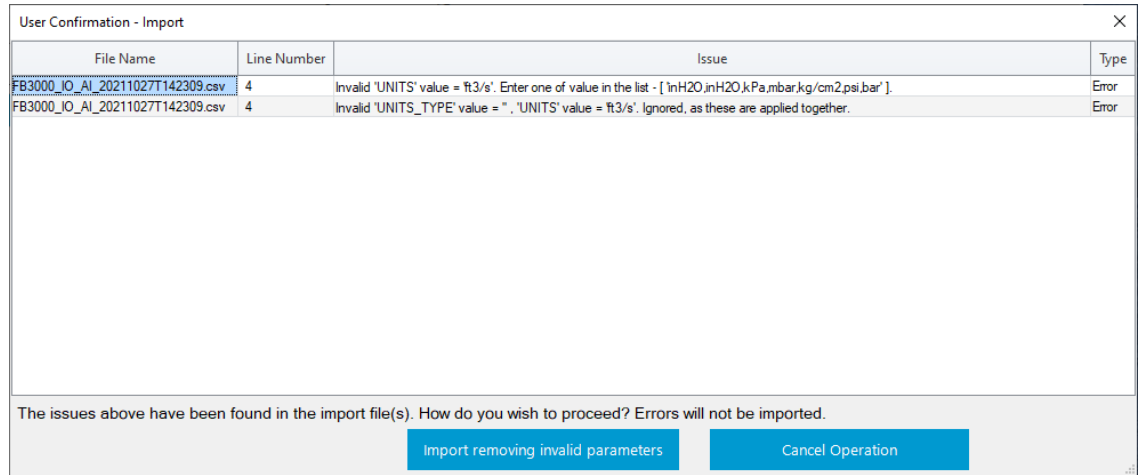 User Confirmation - Import
File Name Line Number Issue Type
FB3000_IO_AI_20211027T142309.csv 4 Invalid 'UNITS' value = 'ft3/s'. Enter one of value in the list - [ 'inH2O,inH2O,kPa,mbar,kg/cm2,psi,bar' ]. Error
FB3000_IO_AI_20211027T142309.csv 4 Invalid 'UNITS_TYPE' value = '' , 'UNITS' value = 'ft3/s'. Ignored, as these are applied together. Error
The issues above have been found in the import file(s). How do you wish to proceed? Errors will not be imported.
Import removing invalid parameters Cancel Operation